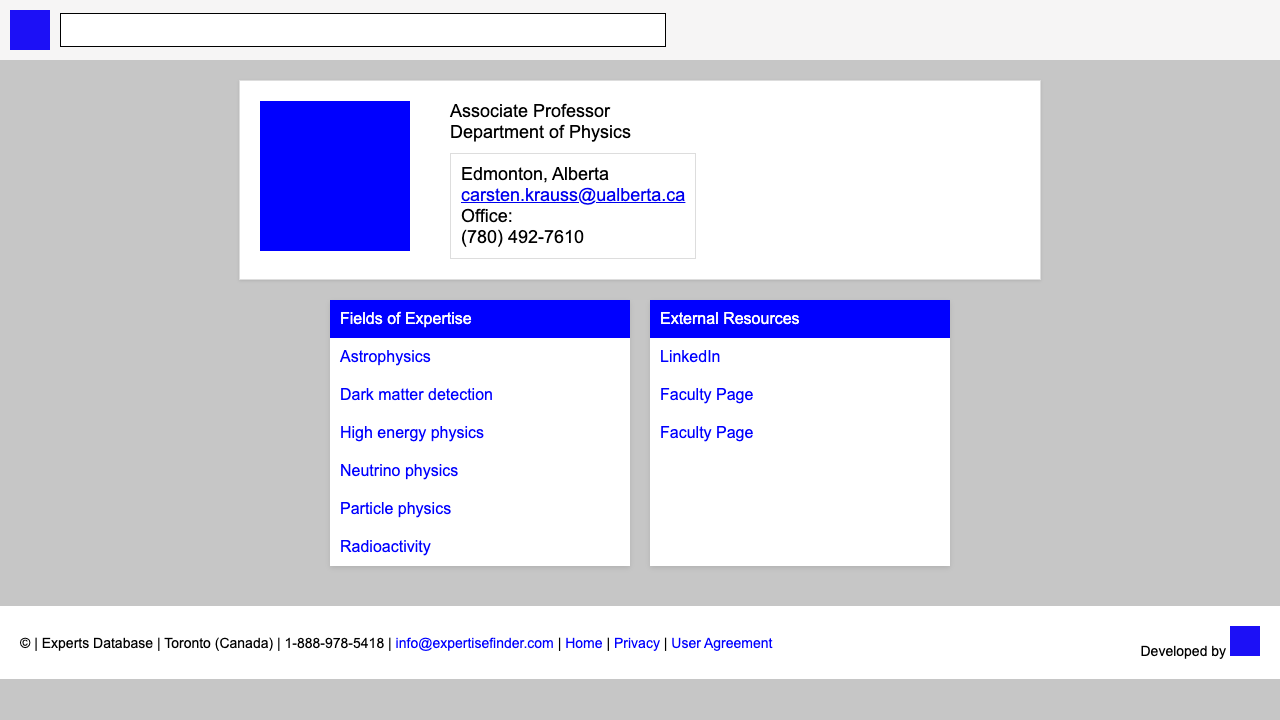 Associate Professor
Department of Physics
Edmonton, Alberta
carsten.krauss@ualberta.ca
Office:
(780) 492-7610
Fields of Expertise
Astrophysics
Dark matter detection
High energy physics
Neutrino physics
Particle physics
Radioactivity
External Resources
LinkedIn
Faculty Page
Faculty Page
© | Experts Database | Toronto (Canada) | 1-888-978-5418 | info@expertisefinder.com | Home | Privacy | User Agreement
Developed by